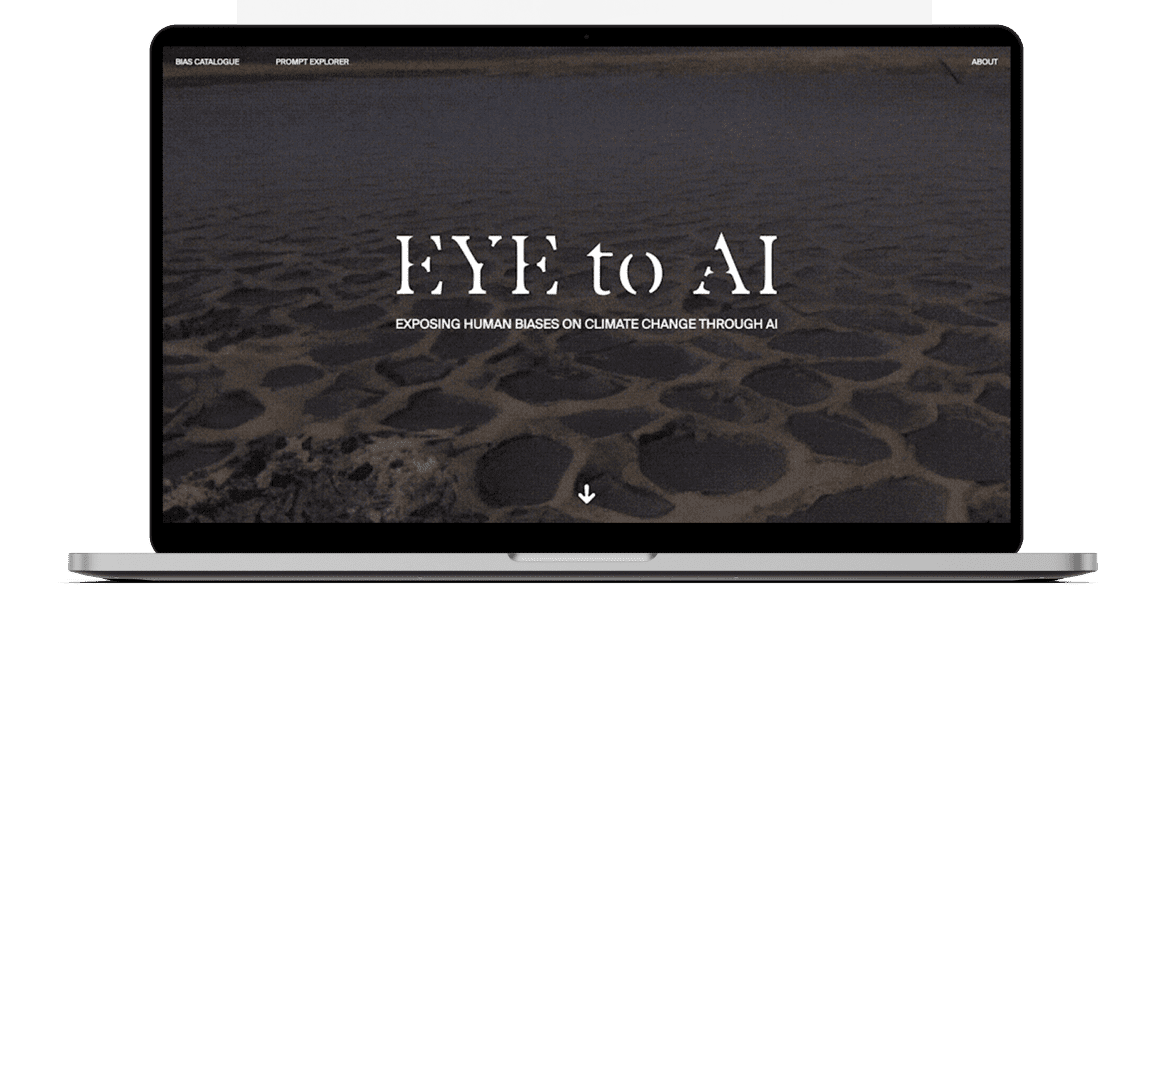 BIAS CATALOGUE PROMPT EXPLORER ABOUT
EYE to AI
EXPOSING HUMAN BIASES ON CLIMATE CHANGE THROUGH AI